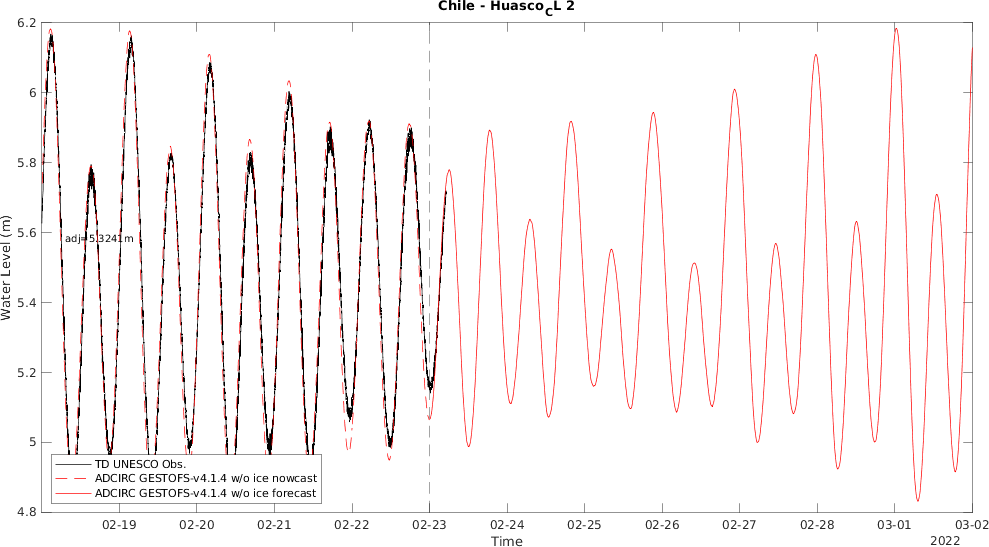 Chile - Huasco_CL 2
6.2
6
5.8
5.6
5.4
5.2
5
4.8
Water Level (m)
adj=5.3241m
TD UNESCO Obs.
ADCIRC GESTOFS-v4.1.4 w/o ice nowcast
ADCIRC GESTOFS-v4.1.4 w/o ice forecast
02-19 02-20 02-21 02-22 02-23 02-24 02-25 02-26 02-27 02-28 03-01 03-02
Time
2022